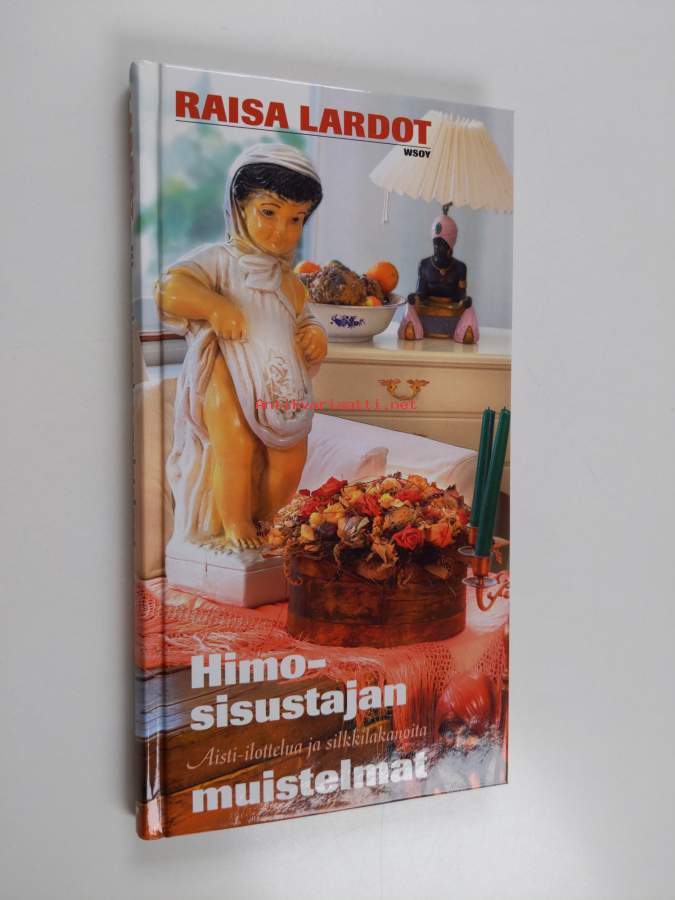 RAISA LARDOT
WSOY
Antikvariaatti.net
Himo-
sisustajan
Aisti-ilottelua ja silkkilakanoita
muistelmat